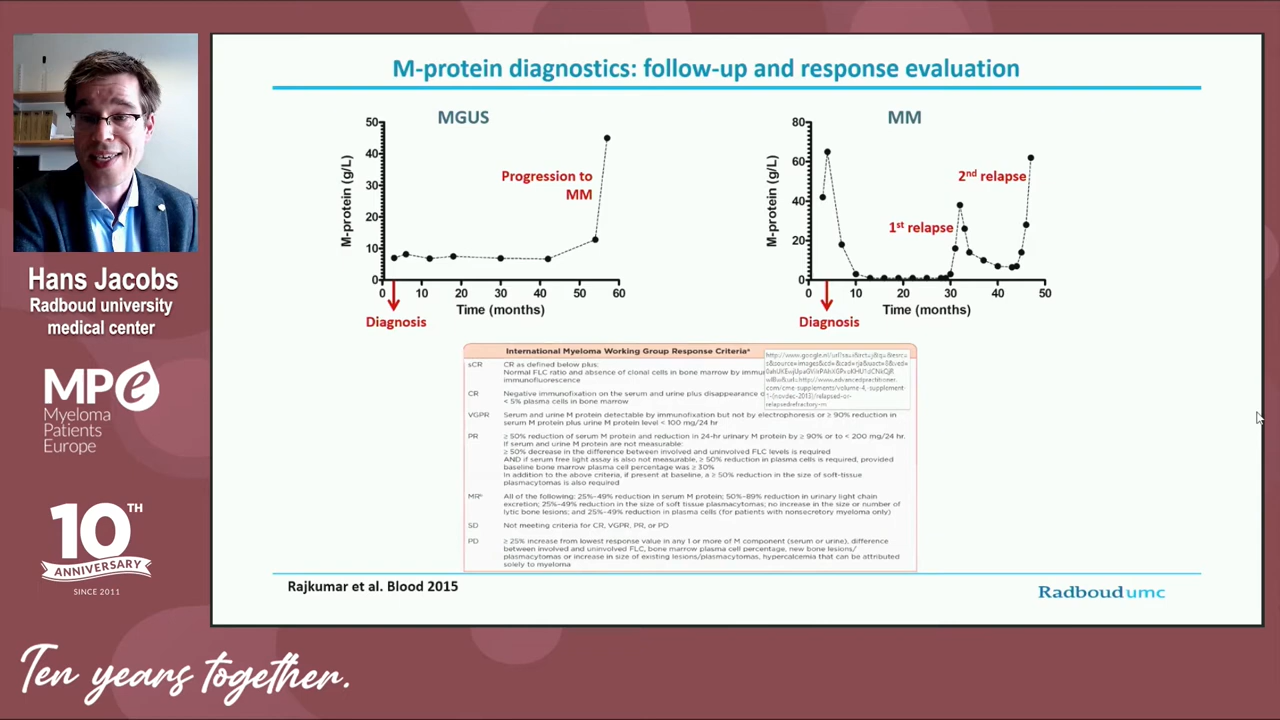 M-protein diagnostics: follow-up and response evaluation
MGUS
50
40
30
20
10
0
M-protein (g/L)
Progression to
MM
0 10 20 30 40 50 60
Time (months)
Diagnosis
MM
80
60
40
20
0
M-protein (g/L)
1st relapse
2nd relapse
0 10 20 30 40 50
Time (months)
Diagnosis
International Myeloma Working Group Response Criteria
sCR CR as defined below plus:
Normal FLC ratio and absence of clonal cells in bone marrow by
immunofluorescence
CR Negative immunofixation on the serum and urine plus disappearance
< 5% plasma cells in bone marrow
VGPR Serum and urine M protein detectable by immunofixation but not by electrophoresis or ≥ 90% reduction in
serum M protein plus urine M protein level < 100 mg/24 hr
PR ≥ 50% reduction of serum M protein and reduction in 24-hr urinary M protein by ≥ 90% or to < 200 mg/24 hr.
If serum and urine M protein are not measurable:
≥ 50% decrease in the difference between involved and uninvolved FLC levels is required
AND if serum free light assay is also not measurable, ≥ 50% reduction in plasma cells is required, provided
baseline bone marrow plasma cell percentage was ≥ 30%
In addition to the above criteria, if present at baseline, a ≥ 50% reduction in the size of soft-tissue
plasmacytomas is also required
MR All of the following: 25%-49% reduction in serum M protein; 50%-89% reduction in urinary light chain
excretion; 25%-49% reduction in the size of soft tissue plasmacytomas; no increase in the size or number of
lytic bone lesions; and 25%-49% reduction in plasma cells (for patients with nonsecretory myeloma only)
SD Not meeting criteria for CR, VGPR, PR, or PD
PD ≥ 25% increase from lowest response value in any 1 or more of M component (serum or urine), difference
between involved and uninvolved FLC, bone marrow plasma cell percentage, new bone lesions/
plasmacytomas or increase in size of existing lesions/plasmacytomas, hypercalcemia that can be attributed
solely to myeloma
Rajkumar et al. Blood 2015
Radboudumc
Hans Jacobs
Radboud university
medical center
MPe
Myeloma
Patients
Europe
10TH
ANNIVERSARY
SINCE 2011
Ten years together.